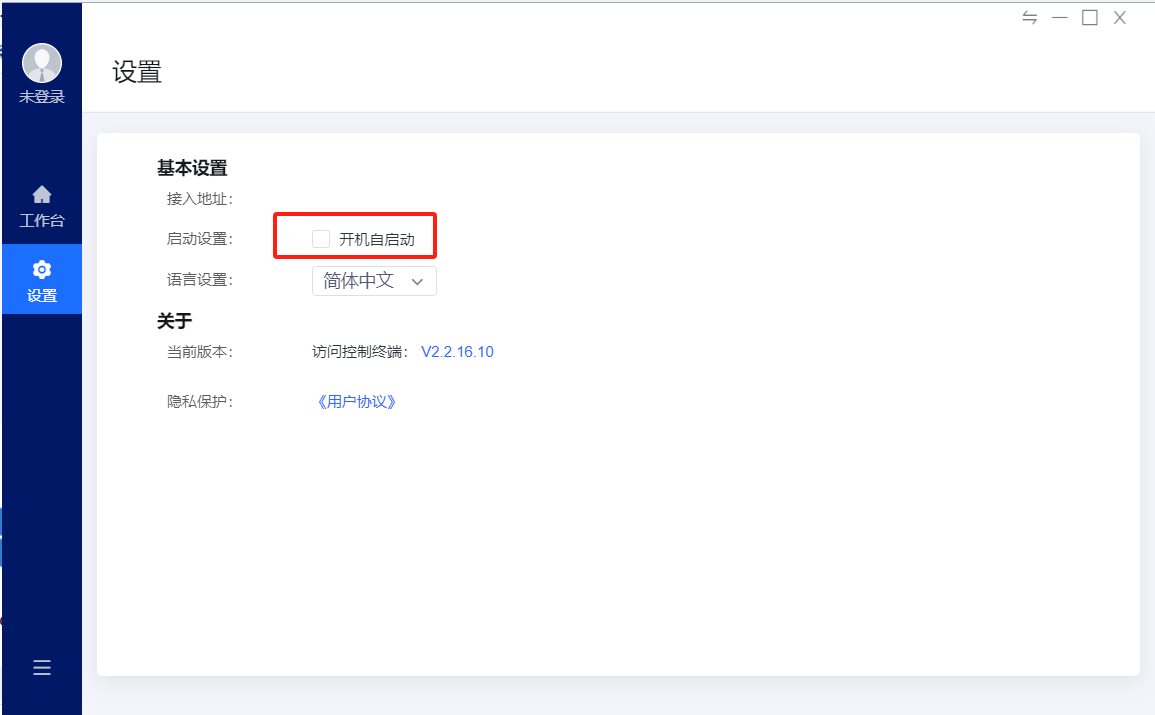 未登录
工作台
设置
设置
基本设置
接入地址：
启动设置： 开机自启动
语言设置： 简体中文
关于
当前版本： 访问控制终端： V2.2.16.10
隐私保护： 《用户协议》